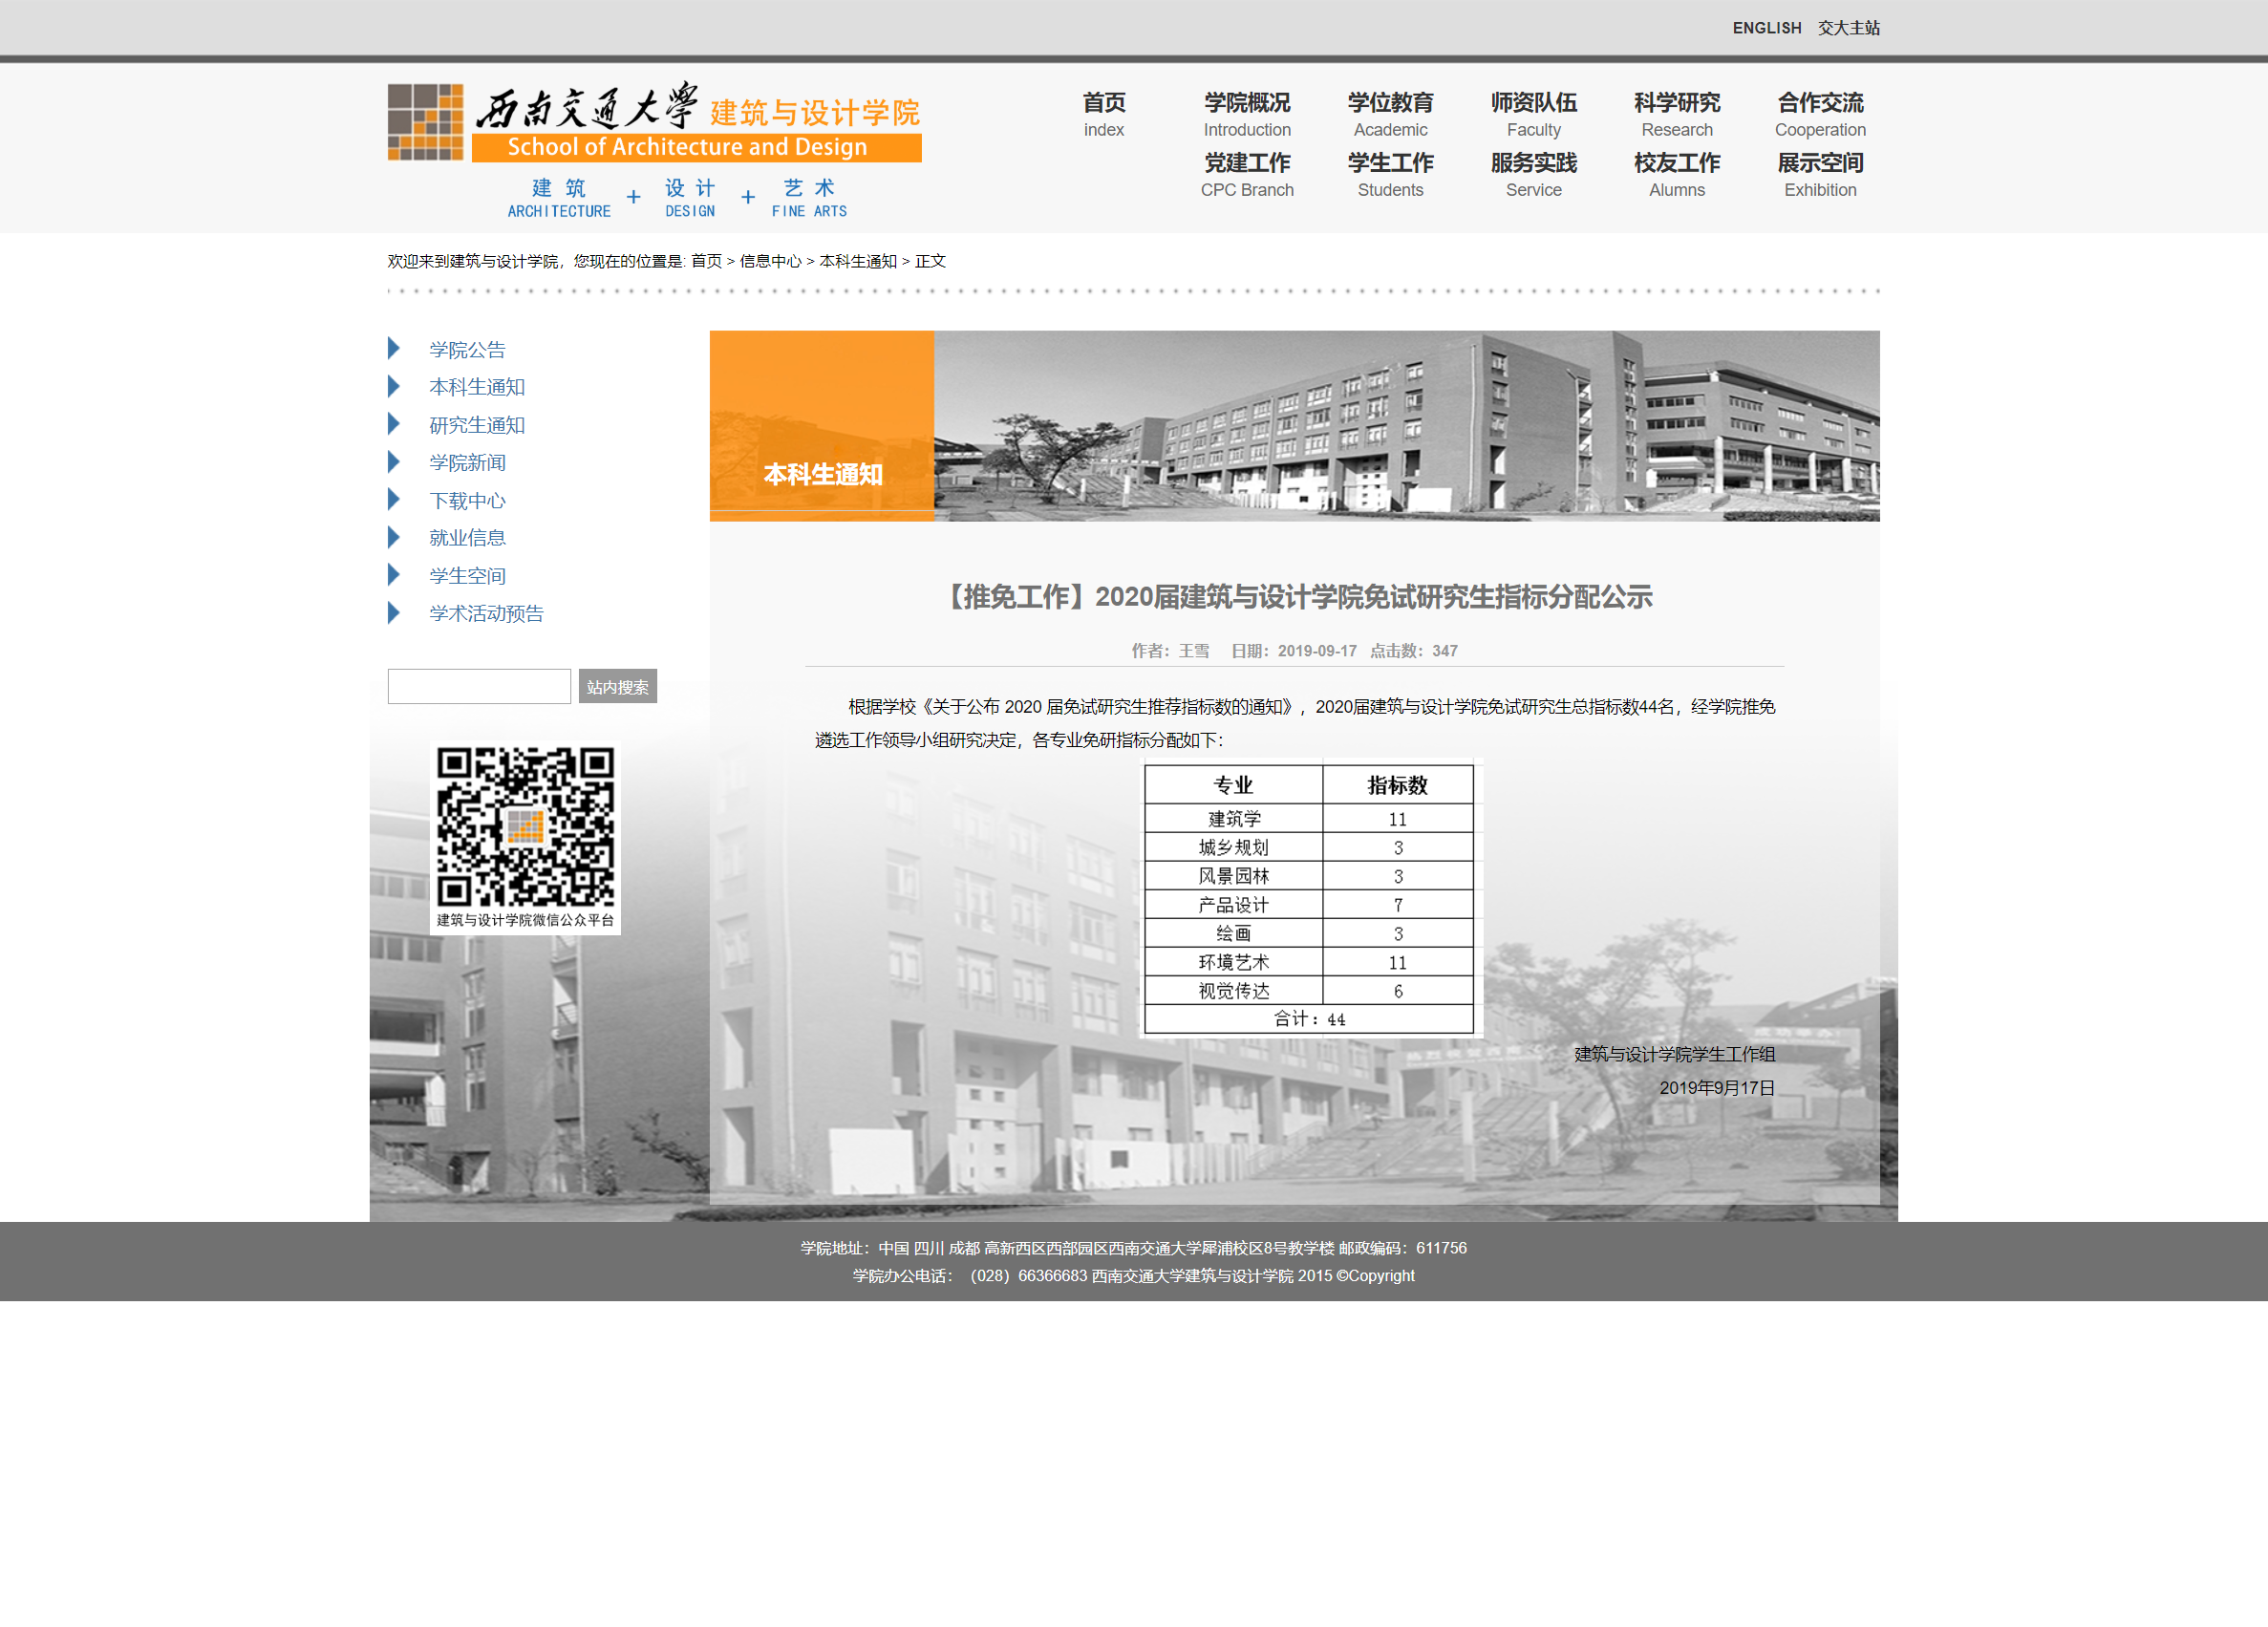 ENGLISH 交大主站
西南交通大学 建筑与设计学院
School of Architecture and Design
建筑 + 设计 + 艺术
ARCHITECTURE DESIGN FINE ARTS
首页 学院概况 学位教育 师资队伍 科学研究 合作交流
index Introduction Academic Faculty Research Cooperation
党建工作 学生工作 服务实践 校友工作 展示空间
CPC Branch Students Service Alumns Exhibition
欢迎来到建筑与设计学院，您现在的位置是: 首页 > 信息中心 > 本科生通知 > 正文
学院公告
本科生通知
研究生通知
学院新闻
下载中心
就业信息
学生空间
学术活动预告
站内搜索
建筑与设计学院微信公众平台
本科生通知
【推免工作】2020届建筑与设计学院免试研究生指标分配公示
作者：王雪 日期：2019-09-17 点击数：347
根据学校《关于公布 2020 届免试研究生推荐指标数的通知》，2020届建筑与设计学院免试研究生总指标数44名，经学院推免
遴选工作领导小组研究决定，各专业免研指标分配如下：
专业 指标数
建筑学 11
城乡规划 3
风景园林 3
产品设计 7
绘画 3
环境艺术 11
视觉传达 6
合计：44
建筑与设计学院学生工作组
2019年9月17日
学院地址：中国 四川 成都 高新西区西部园区西南交通大学犀浦校区8号教学楼 邮政编码：611756
学院办公电话：（028）66366683 西南交通大学建筑与设计学院 2015 ©Copyright